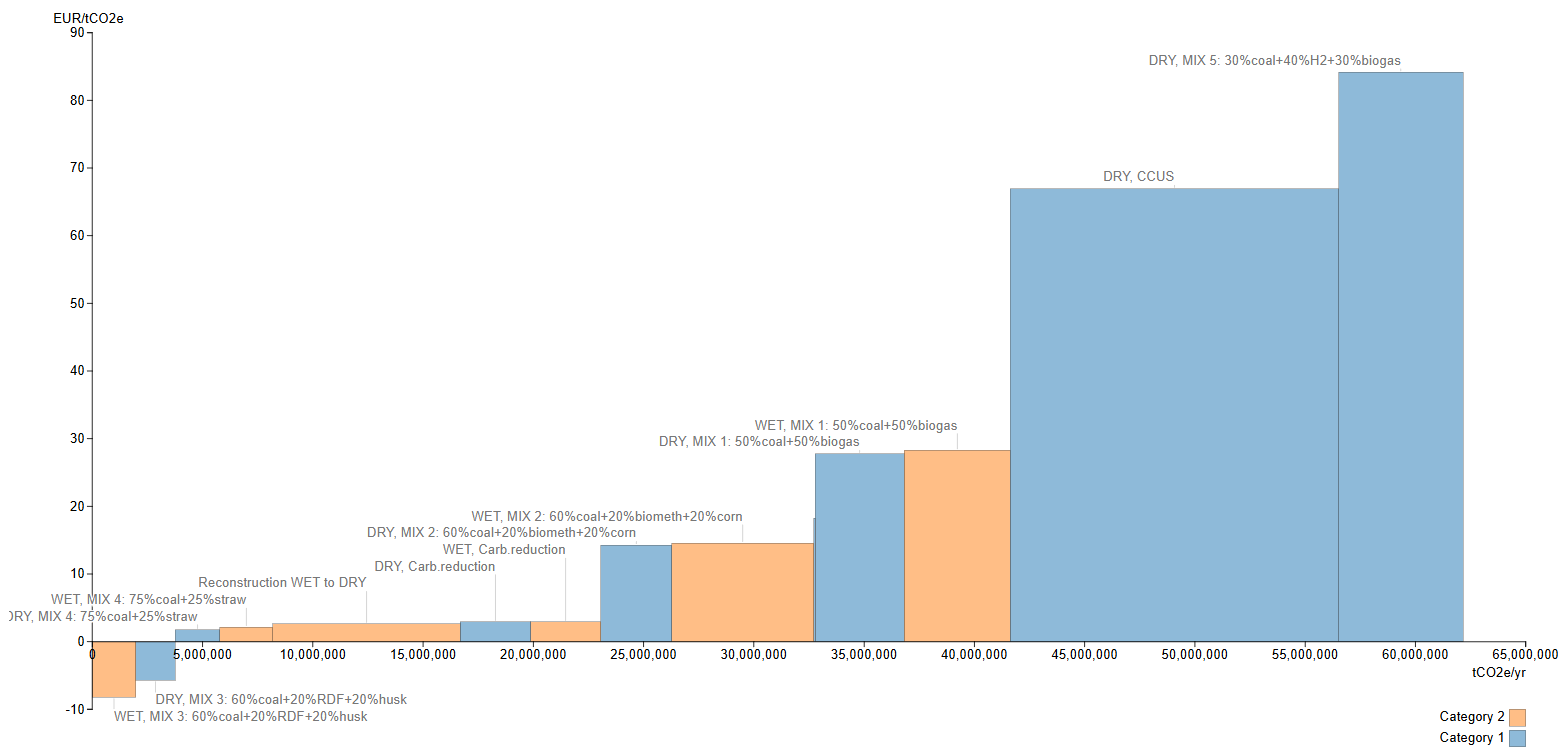 EUR/tCO2e
90
80
70
60
50
40
30
20
10
0
-10
DRY, MIX 5: 30%coal+40%H2+30%biogas
DRY, CCUS
WET, MIX 1: 50%coal+50%biogas
DRY, MIX 1: 50%coal+50%biogas
WET, MIX 2: 60%coal+20%biometh+20%corn
DRY, MIX 2: 60%coal+20%biometh+20%corn
WET, Carb.reduction
DRY, Carb.reduction
Reconstruction WET to DRY
WET, MIX 4: 75%coal+25%straw
DRY, MIX 4: 75%coal+25%straw
0 5,000,000 10,000,000 15,000,000 20,000,000 25,000,000 30,000,000 35,000,000 40,000,000 45,000,000 50,000,000 55,000,000 60,000,000 65,000,000
tCO2e/yr
DRY, MIX 3: 60%coal+20%RDF+20%husk
WET, MIX 3: 60%coal+20%RDF+20%husk
Category 2
Category 1